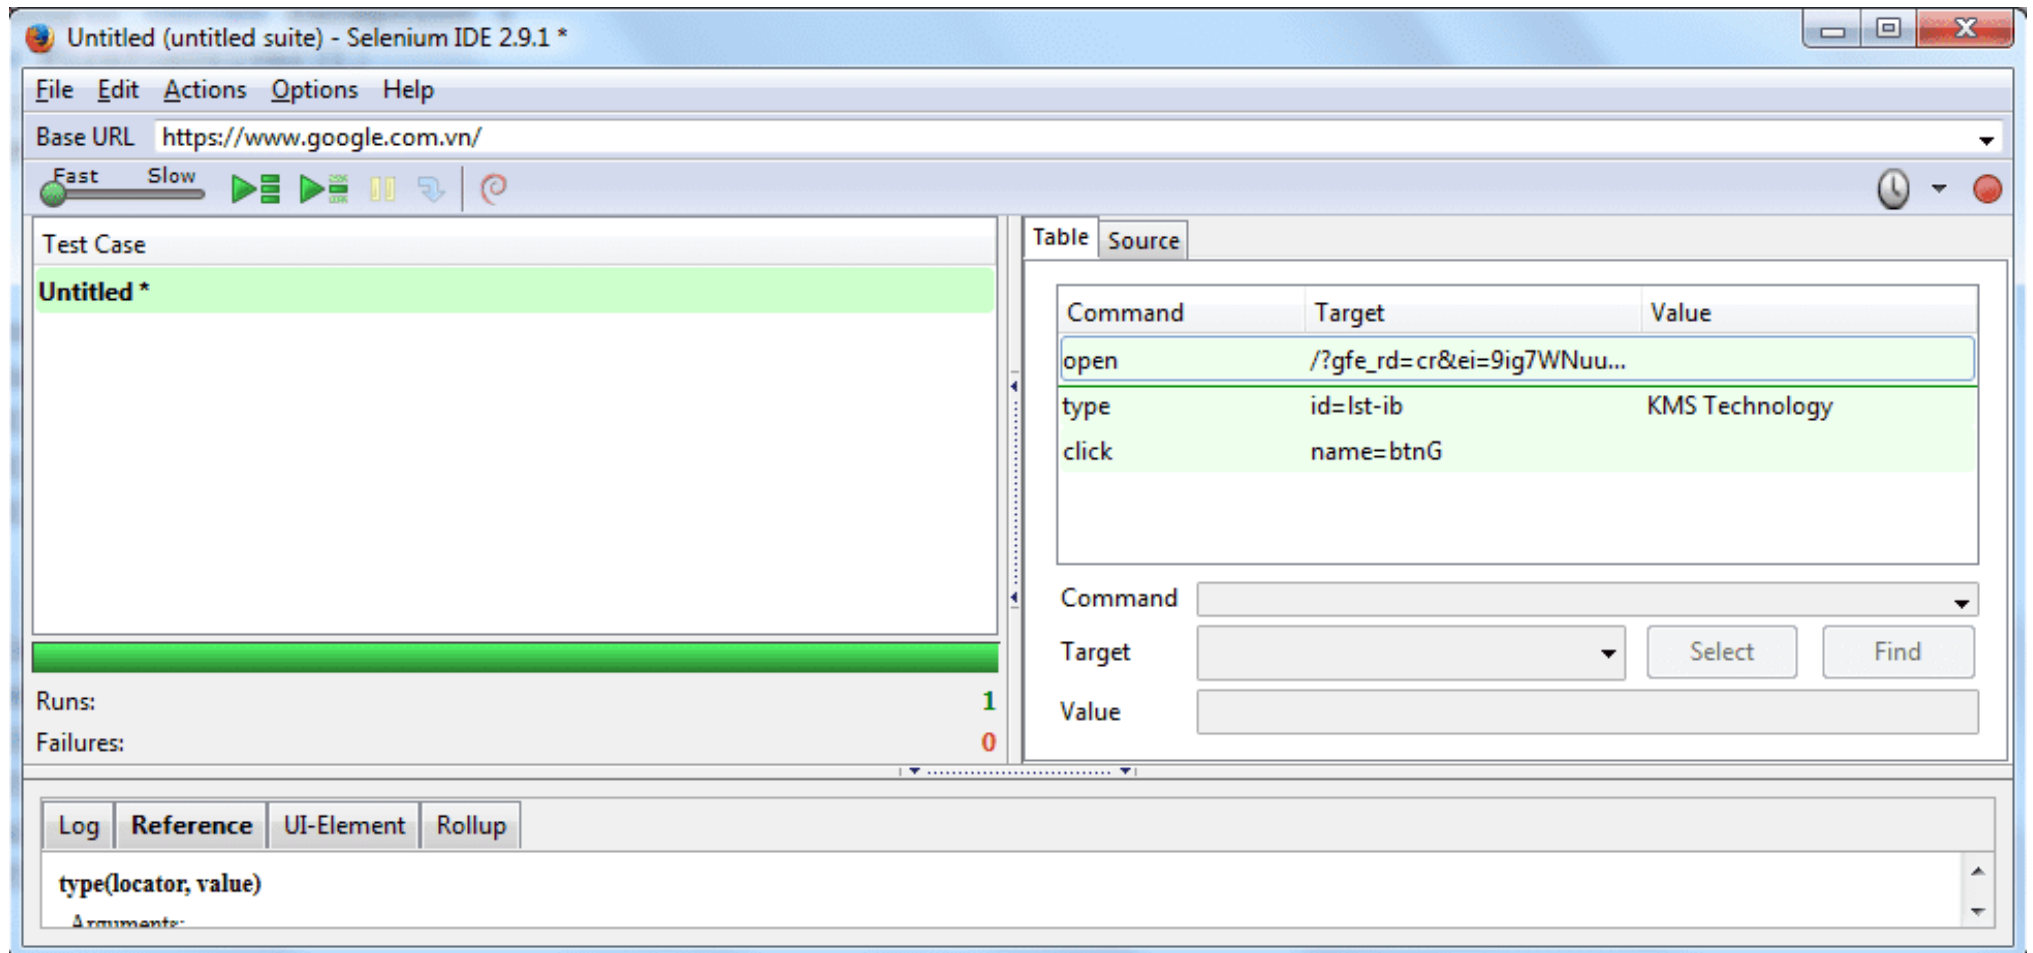 Untitled (untitled suite) - Selenium IDE 2.9.1 *
File Edit Actions Options Help
Base URL https://www.google.com.vn/
Fast Slow
Test Case
Untitled *
Runs: 1
Failures: 0
Table Source
Command Target Value
open /?gfe_rd=cr&ei=9ig7WNuu...
type id=lst-ib KMS Technology
click name=btnG
Command
Target Select Find
Value
Log Reference UI-Element Rollup
type(locator, value)
Arguments: